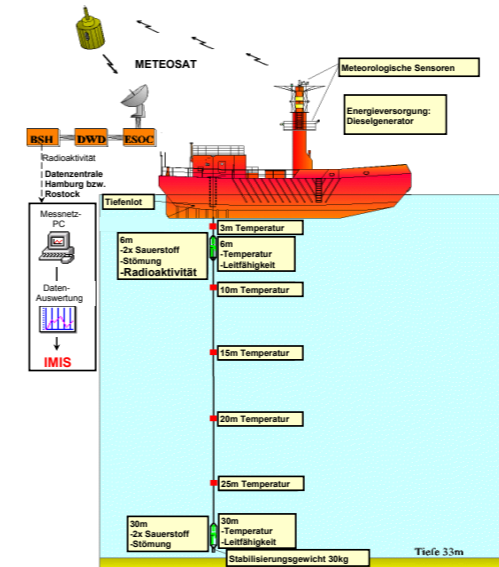 METEOSAT
Meteorologische Sensoren
Energieversorgung:
Dieselgenerator
BSH
DWD
ESOC
Radioaktivität
Datenzentrale
Hamburg bzw.
Rostock
Messnetz-
PC
Daten-
Auswertung
IMIS
Tiefenlot
3m Temperatur
6m
-2x Sauerstoff
-Stömung
-Radioaktivität
6m
-Temperatur
-Leitfähigkeit
10m Temperatur
15m Temperatur
20m Temperatur
25m Temperatur
30m
-2x Sauerstoff
-Stömung
30m
-Temperatur
-Leitfähigkeit
Stabilisierungsgewicht 30kg
Tiefe 33m